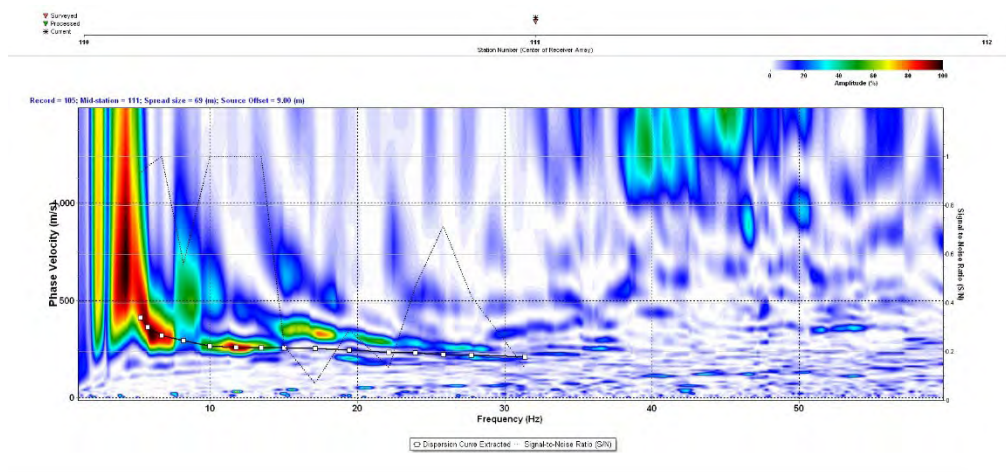 Surveyed
Processed
Current
110 111 112
Station Number (Center of Receiver Array)
0 20 40 60 80 100
Amplitude (%)
Record = 105; Mid-station = 111; Spread size = 69 (m); Source Offset = 9.00 (m)
Phase Velocity (m/s)
,000
500
0
1
0.8
0.6
0.4
0.2
0
Signal-to-Noise Ratio (S/N)
10 20 30 40 50
Frequency (Hz)
Dispersion Curve Extracted Signal-to-Noise Ratio (S/N)